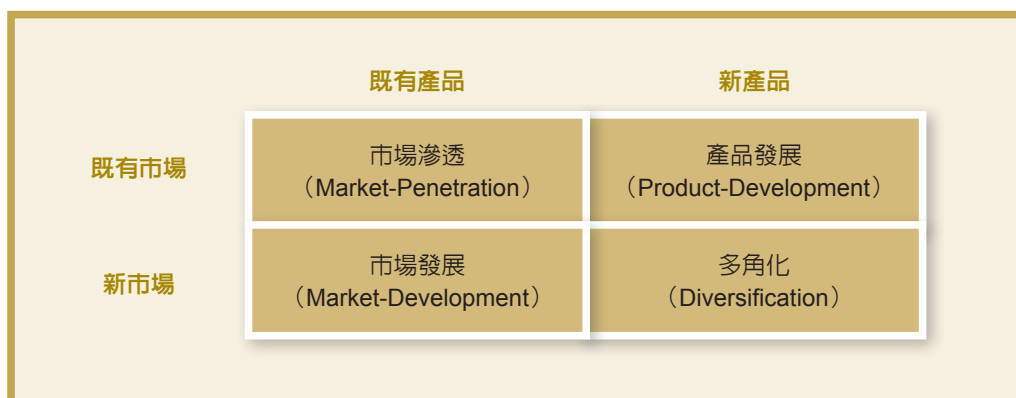 既有產品
新產品
既有市場
市場滲透
（Market-Penetration）
產品發展
（Product-Development）
新市場
市場發展
（Market-Development）
多角化
（Diversification）